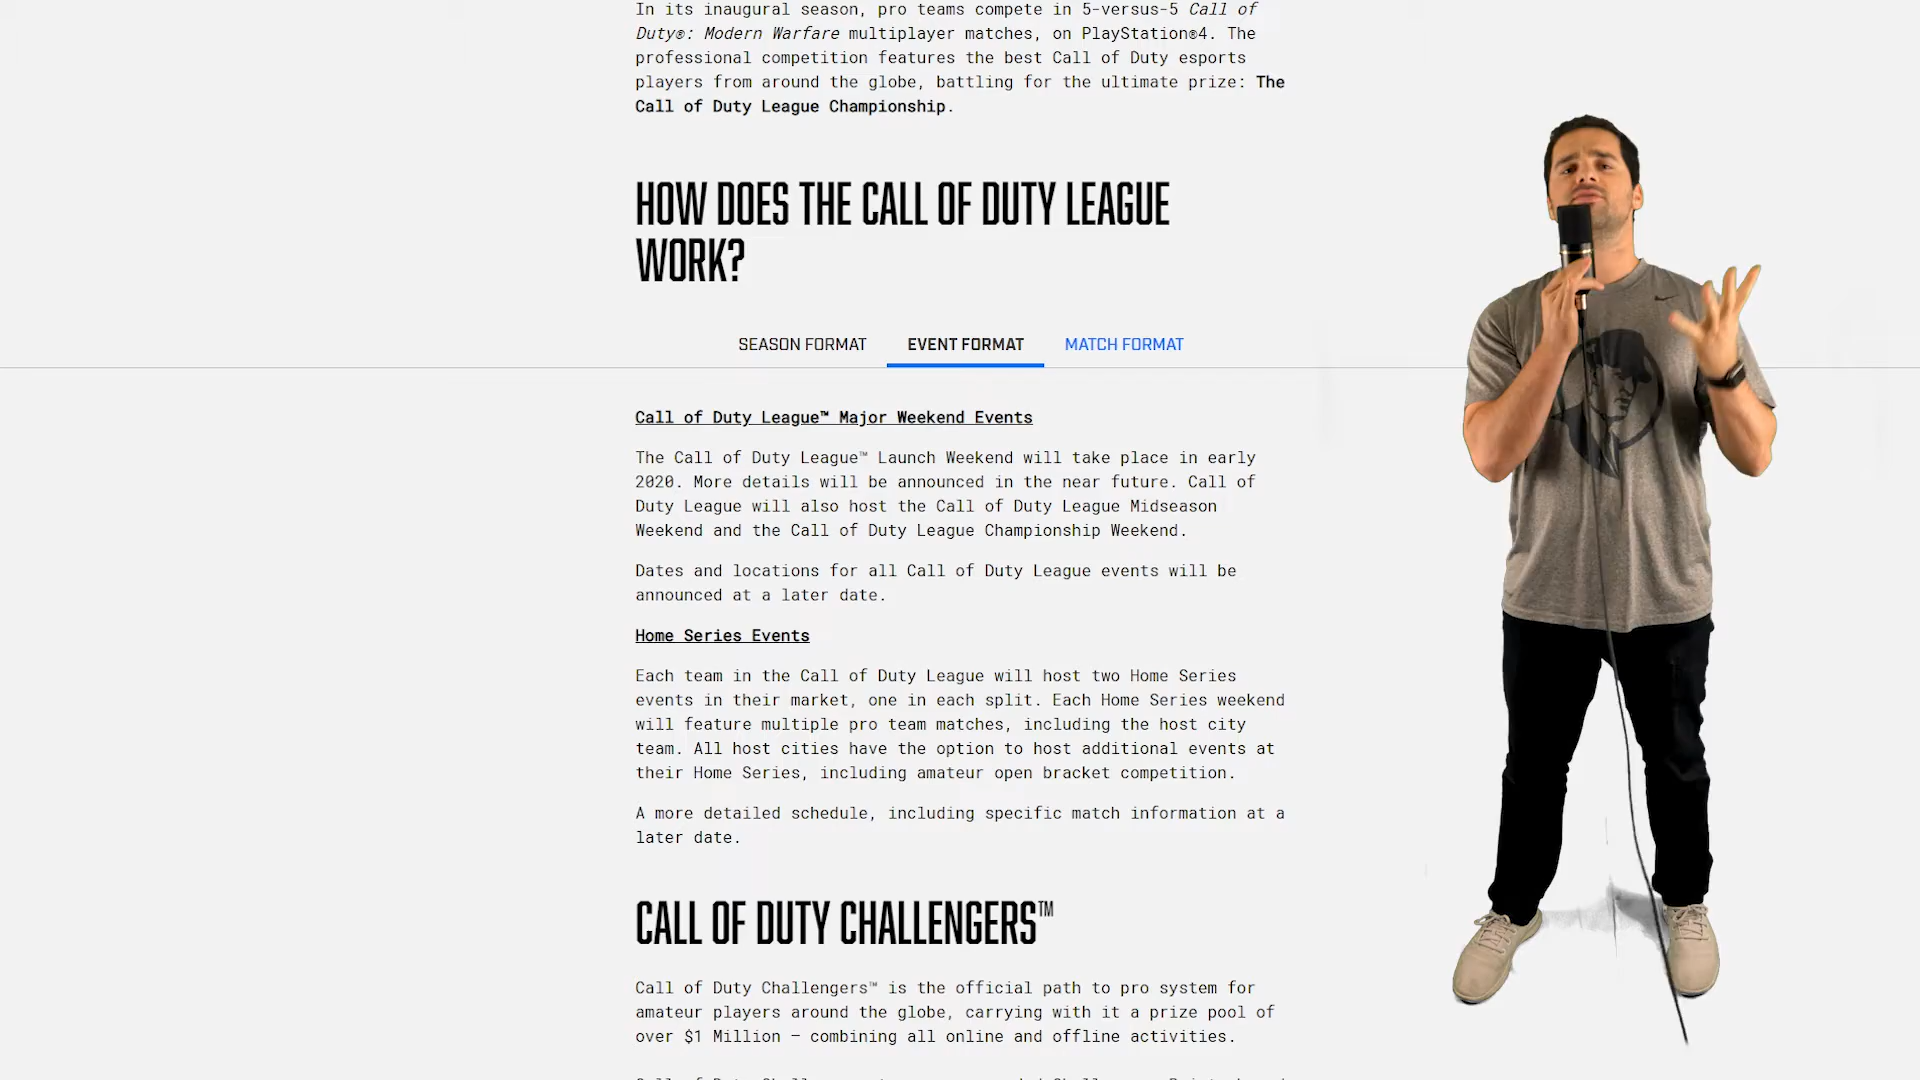 In its inaugural season, pro teams compete in 5-versus-5 Call of
Duty®: Modern Warfare multiplayer matches, on PlayStation®4. The
professional competition features the best Call of Duty esports
players from around the globe, battling for the ultimate prize: The
Call of Duty League Championship.
HOW DOES THE CALL OF DUTY LEAGUE
WORK?
SEASON FORMAT EVENT FORMAT MATCH FORMAT
Call of Duty League™ Major Weekend Events
The Call of Duty League™ Launch Weekend will take place in early
2020. More details will be announced in the near future. Call of
Duty League will also host the Call of Duty League Midseason
Weekend and the Call of Duty League Championship Weekend.
Dates and locations for all Call of Duty League events will be
announced at a later date.
Home Series Events
Each team in the Call of Duty League will host two Home Series
events in their market, one in each split. Each Home Series weekend
will feature multiple pro team matches, including the host city
team. All host cities have the option to host additional events at
their Home Series, including amateur open bracket competition.
A more detailed schedule, including specific match information at a
later date.
CALL OF DUTY CHALLENGERS™
Call of Duty Challengers™ is the official path to pro system for
amateur players around the globe, carrying with it a prize pool of
over $1 Million – combining all online and offline activities.